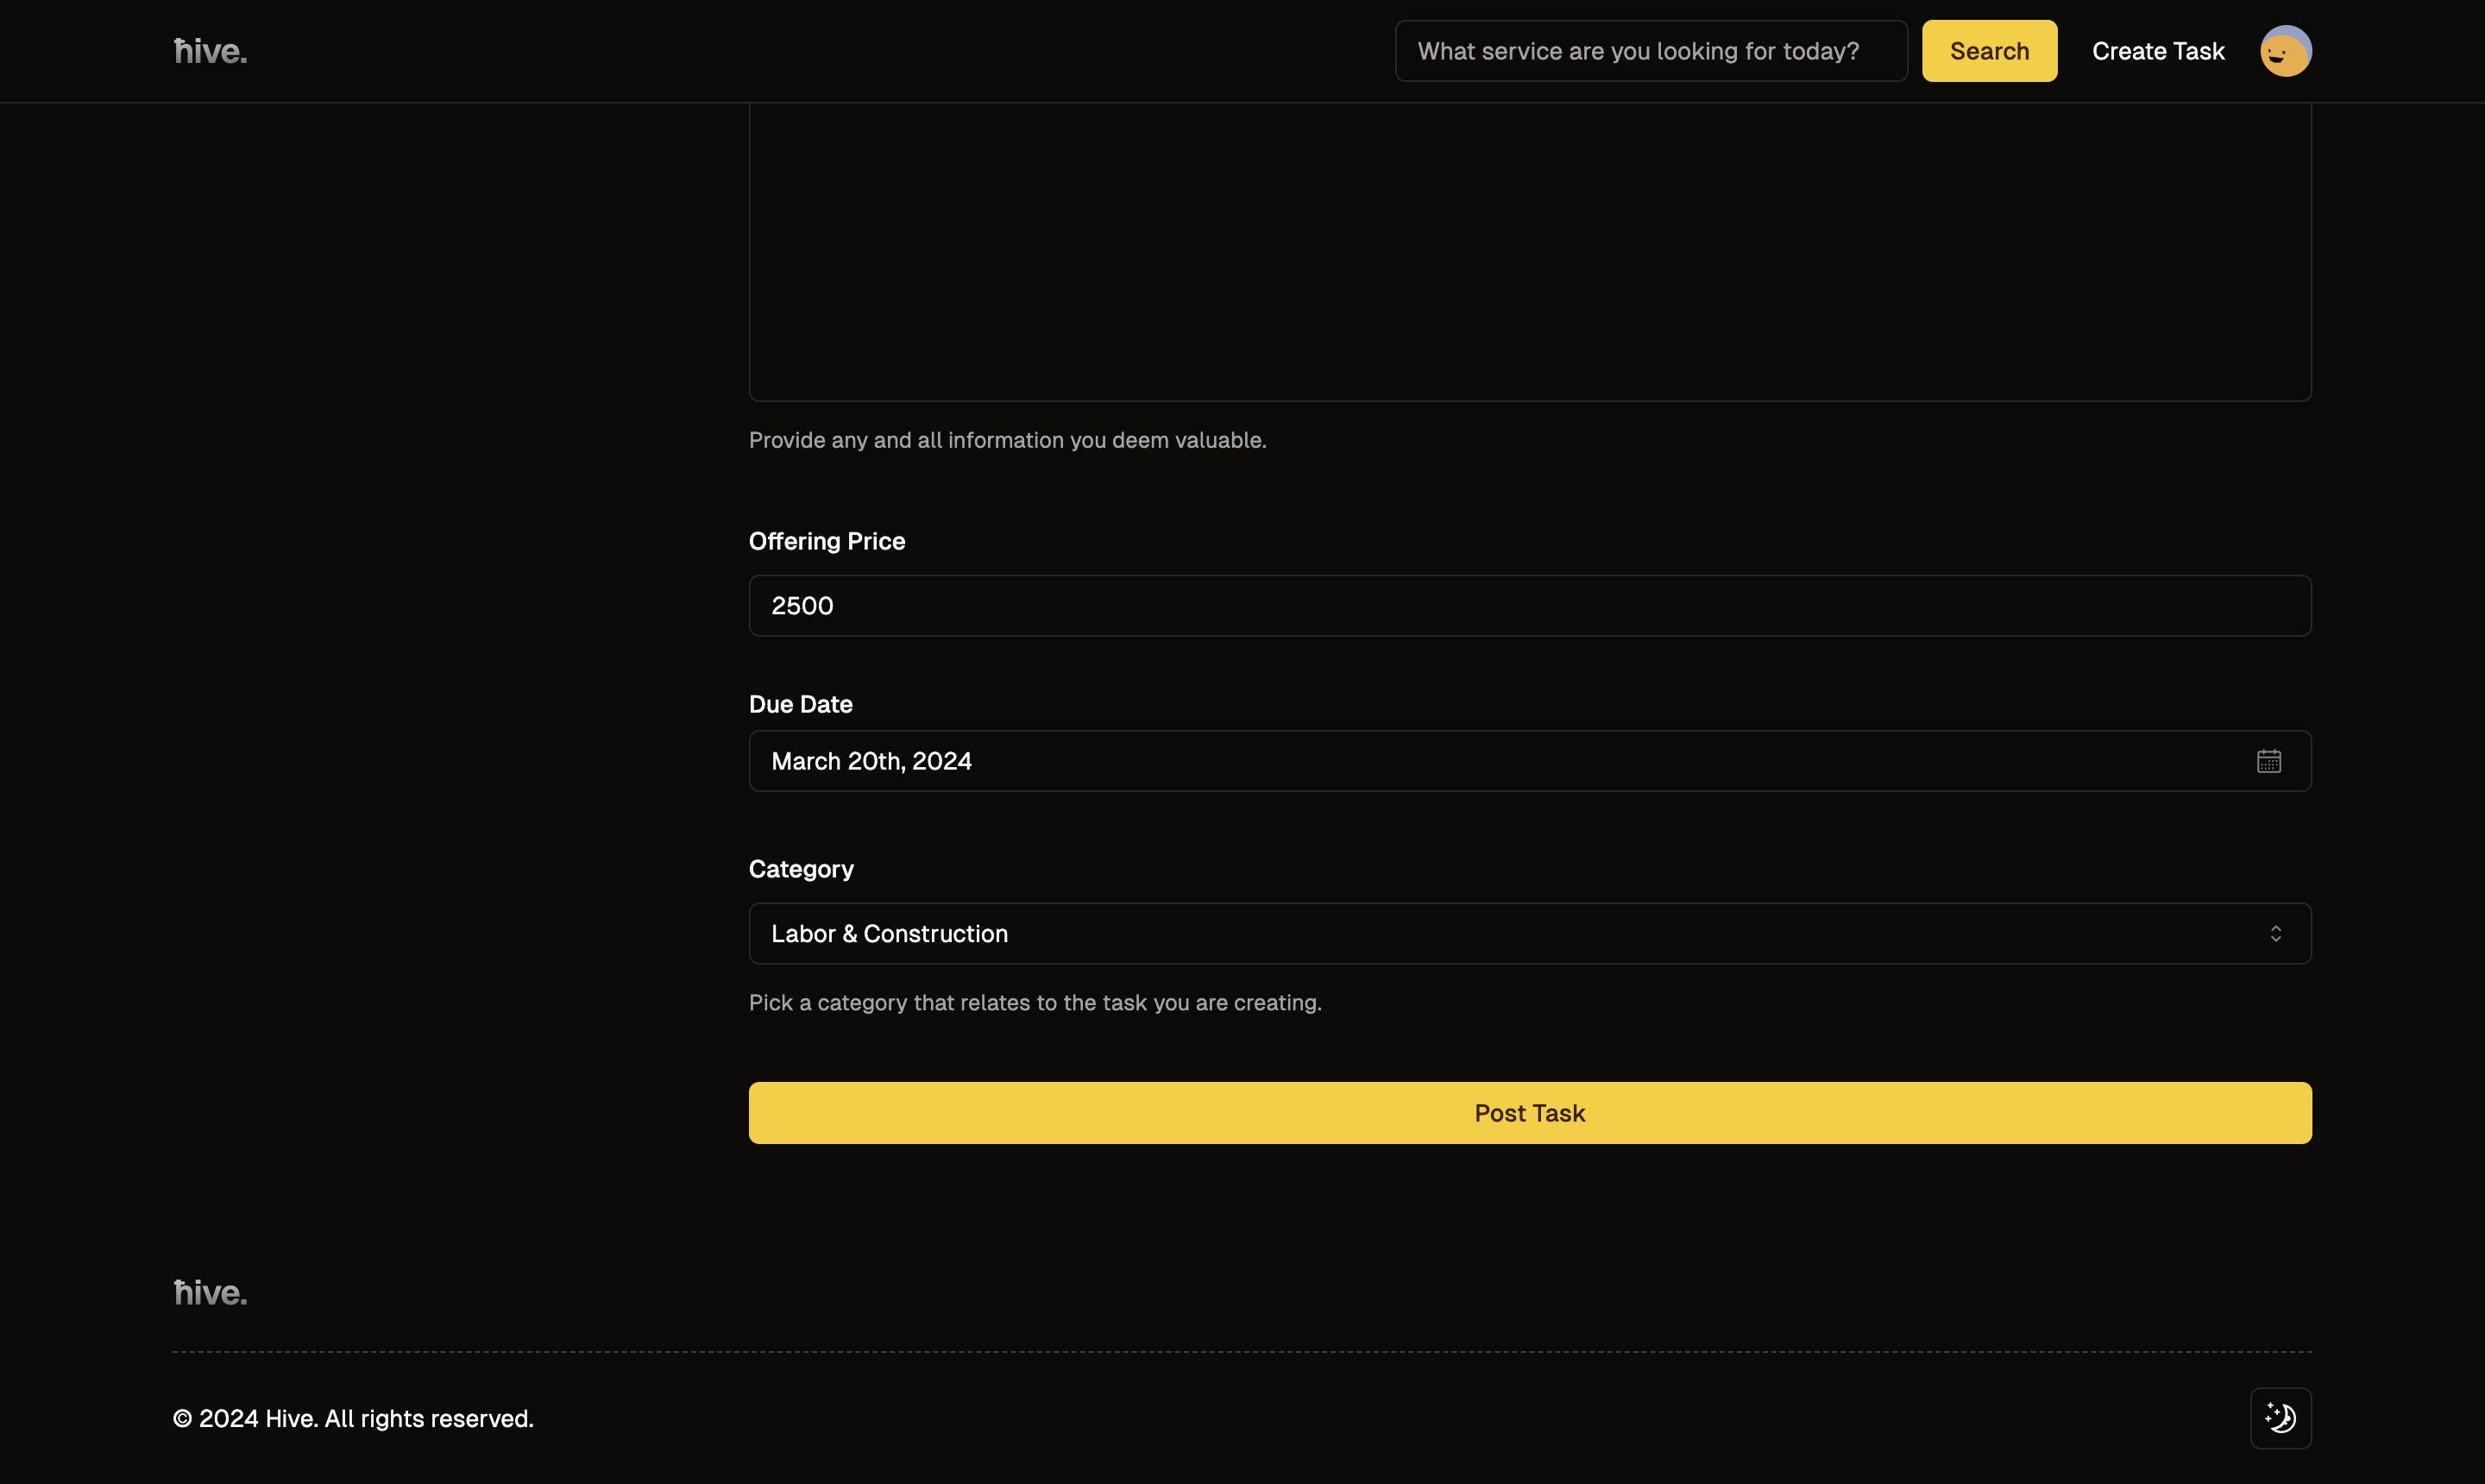 ħive.
What service are you looking for today?
Search
Create Task
Provide any and all information you deem valuable.
Offering Price
2500
Due Date
March 20th, 2024
Category
Labor & Construction
Pick a category that relates to the task you are creating.
Post Task
ħive.
© 2024 Hive. All rights reserved.